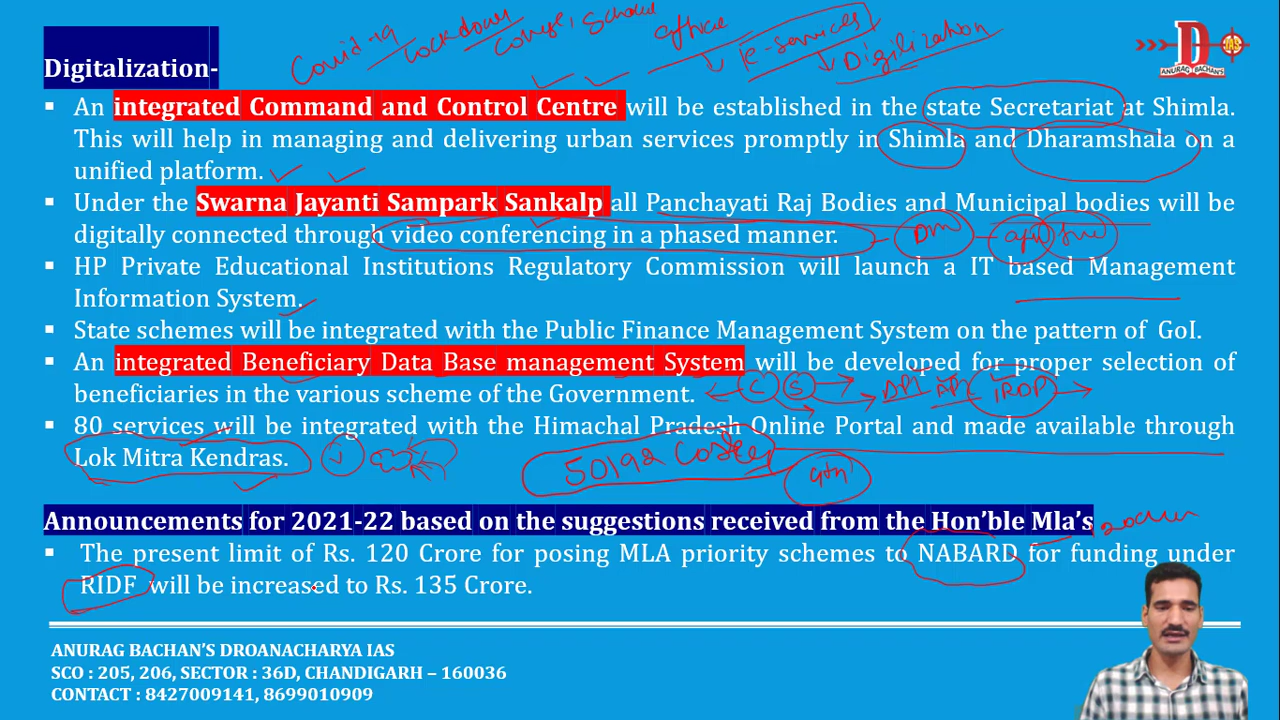 Covid-19 Lockdown College, School office e-services
Digilization
D
IAS
ANURAG BACHAN'S
Digitalization-
▪ An integrated Command and Control Centre will be established in the state Secretariat at Shimla.
This will help in managing and delivering urban services promptly in Shimla and Dharamshala on a
unified platform.
▪ Under the Swarna Jayanti Sampark Sankalp all Panchayati Raj Bodies and Municipal bodies will be
digitally connected through video conferencing in a phased manner. DM
▪ HP Private Educational Institutions Regulatory Commission will launch a IT based Management
Information System.
▪ State schemes will be integrated with the Public Finance Management System on the pattern of GoI.
▪ An integrated Beneficiary Data Base management System will be developed for proper selection of
beneficiaries in the various scheme of the Government. C S
▪ 80 services will be integrated with the Himachal Pradesh Online Portal and made available through
Lok Mitra Kendras. 50192 Crore
Announcements for 2021-22 based on the suggestions received from the Hon'ble Mla's
▪ The present limit of Rs. 120 Crore for posing MLA priority schemes to NABARD for funding under
RIDF will be increased to Rs. 135 Crore.
ANURAG BACHAN'S DROANACHARYA IAS
SCO : 205, 206, SECTOR : 36D, CHANDIGARH – 160036
CONTACT : 8427009141, 8699010909